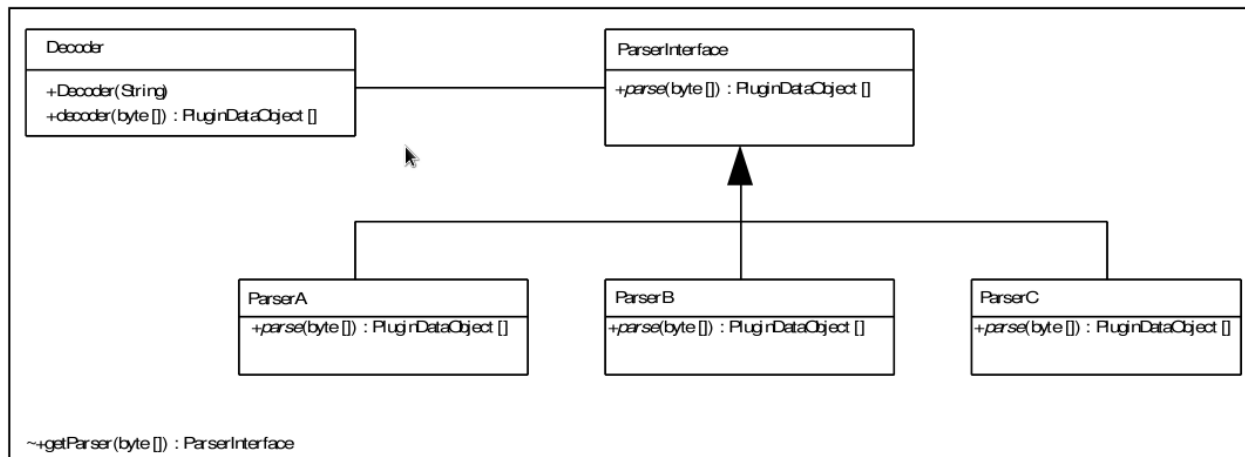 Decoder
+Decoder(String)
+decoder(byte []) : PluginDataObject []
ParserInterface
+parse(byte []) : PluginDataObject []
ParserA
+parse(byte []) : PluginDataObject []
ParserB
+parse(byte []) : PluginDataObject []
ParserC
+parse(byte []) : PluginDataObject []
~+getParser(byte []) : ParserInterface